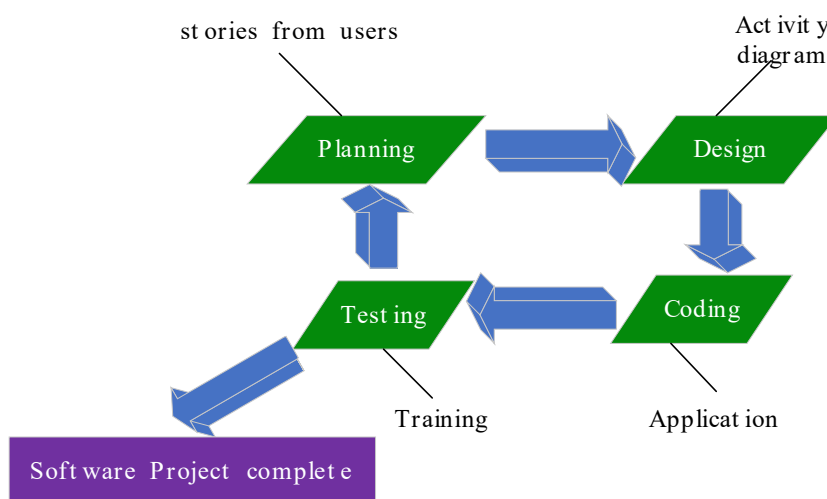 stories from users
Activity
diagram
Planning
Design
Testing
Coding
Training
Application
Software Project complete